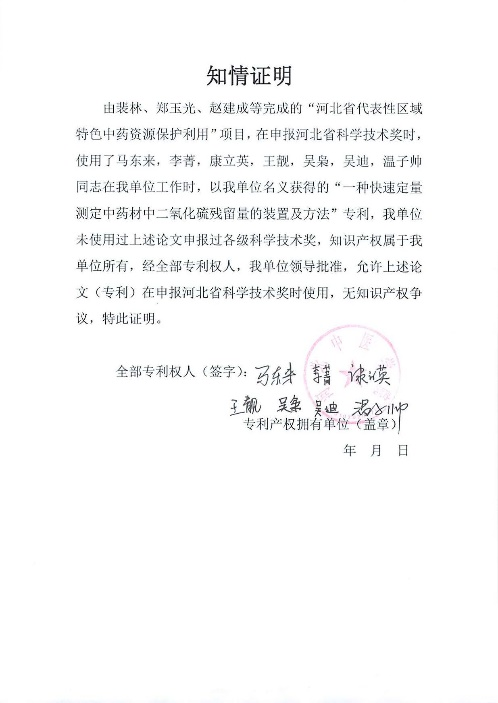 知情证明
由裴林、郑玉光、赵建成等完成的“河北省代表性区域
特色中药资源保护利用”项目，在申报河北省科学技术奖时，
使用了马东来，李菁，康立英，王靓，吴枭，吴迪，温子帅
同志在我单位工作时，以我单位名义获得的“一种快速定量
测定中药材中二氧化硫残留量的装置及方法”专利，我单位
未使用过上述论文申报过各级科学技术奖，知识产权属于我
单位所有，经全部专利权人，我单位领导批准，允许上述论
文（专利）在申报河北省科学技术奖时使用，无知识产权争
议，特此证明。
全部专利权人（签字）：马东来 李菁 康立英
王靓 吴枭 吴迪 温子帅
专利产权拥有单位（盖章）
年 月 日
中医